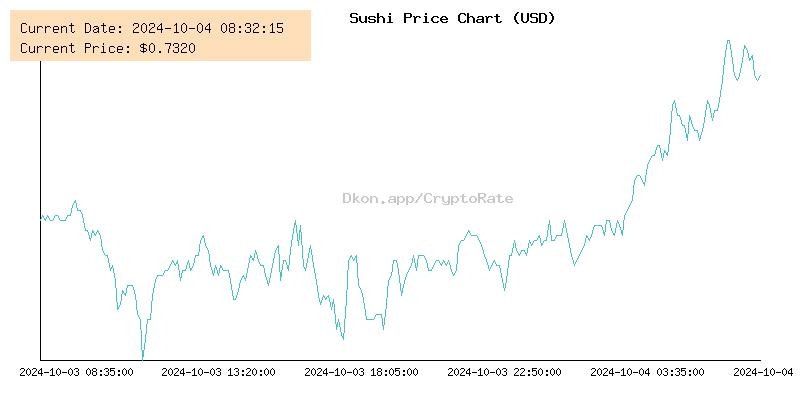 Sushi Price Chart (USD)
Current Date: 2024-10-04 08:32:15
Current Price: $0.7320
Dkon.app/CryptoRate
2024-10-03 08:35:00 2024-10-03 13:20:00 2024-10-03 18:05:00 2024-10-03 22:50:00 2024-10-04 03:35:00 2024-10-04